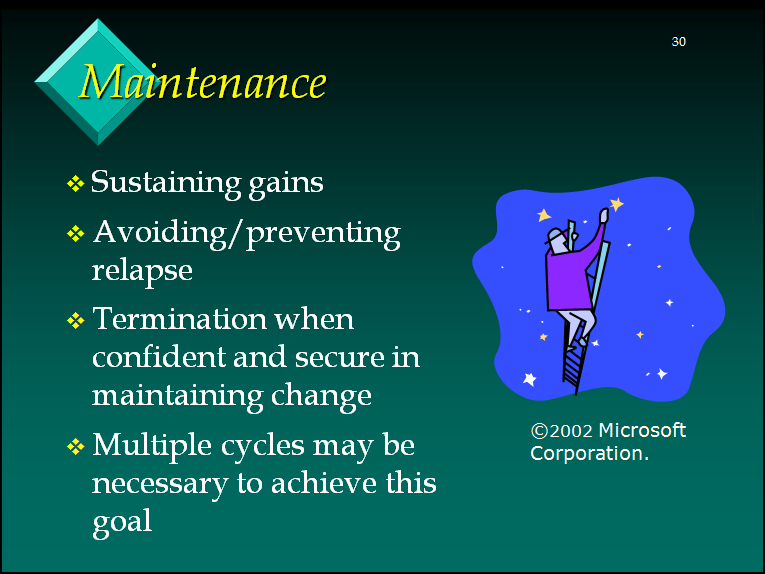 30
Maintenance
❖ Sustaining gains
❖ Avoiding/preventing
relapse
❖ Termination when
confident and secure in
maintaining change
❖ Multiple cycles may be
necessary to achieve this
goal
©2002 Microsoft
Corporation.